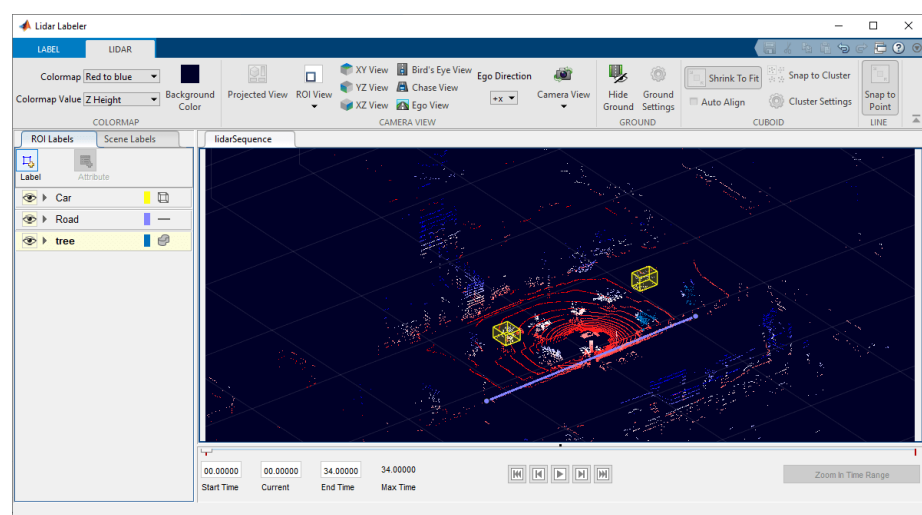 Lidar Labeler
LABEL
LIDAR
Colormap Red to blue
Colormap Value Z Height
Background Color
COLORMAP
Projected View
ROI View
XY View
YZ View
XZ View
Bird's Eye View
Chase View
Ego View
Ego Direction
+x
Camera View
CAMERA VIEW
Hide Ground
Ground Settings
GROUND
Shrink To Fit
Auto Align
Snap to Cluster
Cluster Settings
CUBOID
Snap to Point
LINE
ROI Labels
Scene Labels
lidarSequence
Label
Attribute
Car
Road
tree
00.00000
00.00000
34.00000
34.00000
Start Time
Current
End Time
Max Time
Zoom In Time Range